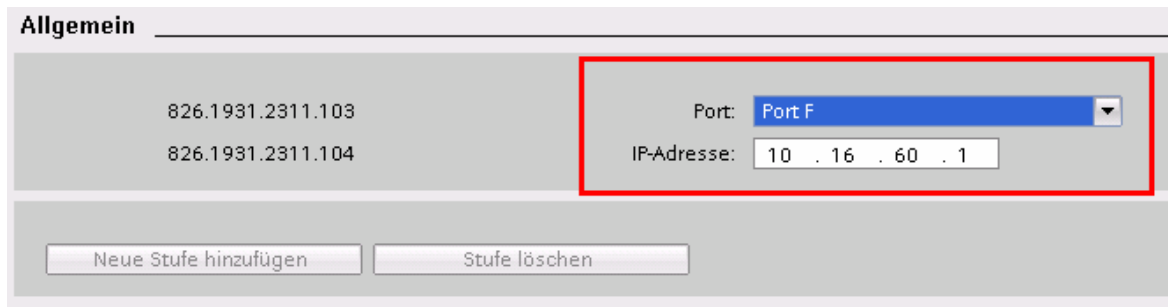 Allgemein
826.1931.2311.103 Port: Port F
826.1931.2311.104 IP-Adresse: 10 . 16 . 60 . 1
Neue Stufe hinzufügen Stufe löschen